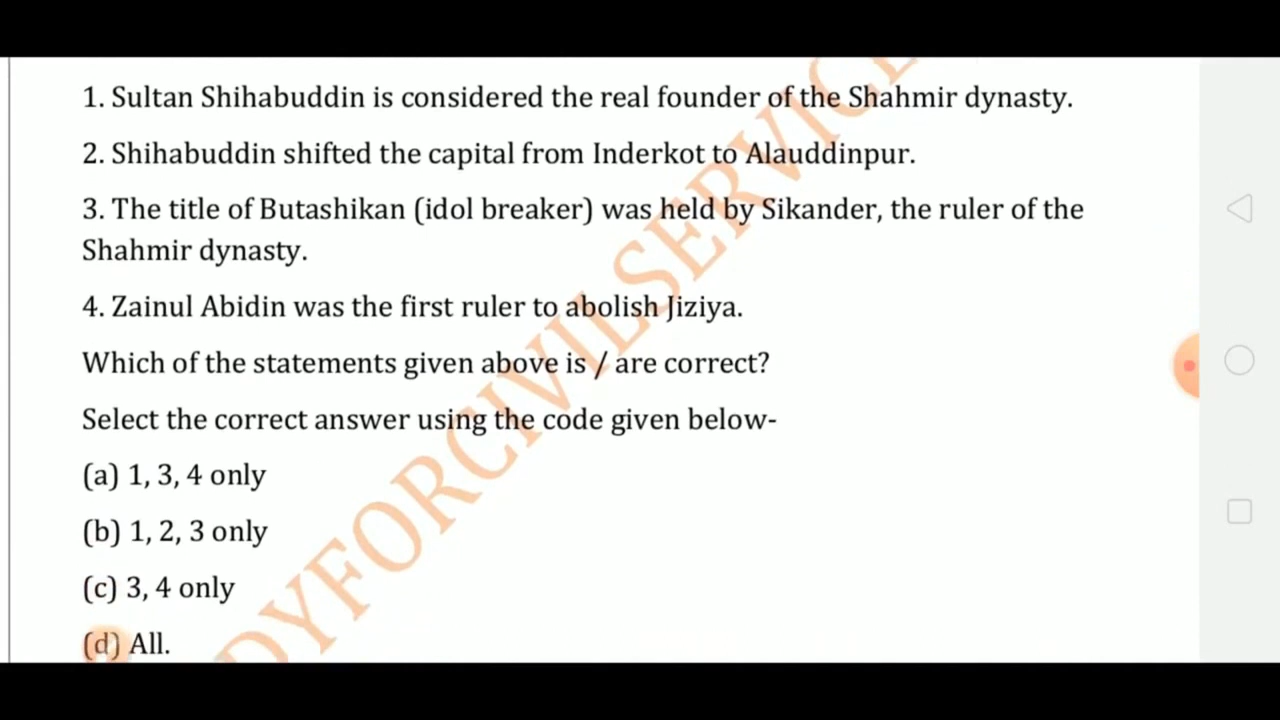 1. Sultan Shihabuddin is considered the real founder of the Shahmir dynasty.
2. Shihabuddin shifted the capital from Inderkot to Alauddinpur.
3. The title of Butashikan (idol breaker) was held by Sikander, the ruler of the
Shahmir dynasty.
4. Zainul Abidin was the first ruler to abolish Jiziya.
Which of the statements given above is / are correct?
Select the correct answer using the code given below-
(a) 1, 3, 4 only
(b) 1, 2, 3 only
(c) 3, 4 only
(d) All.
DYFORCIVILSERVICE